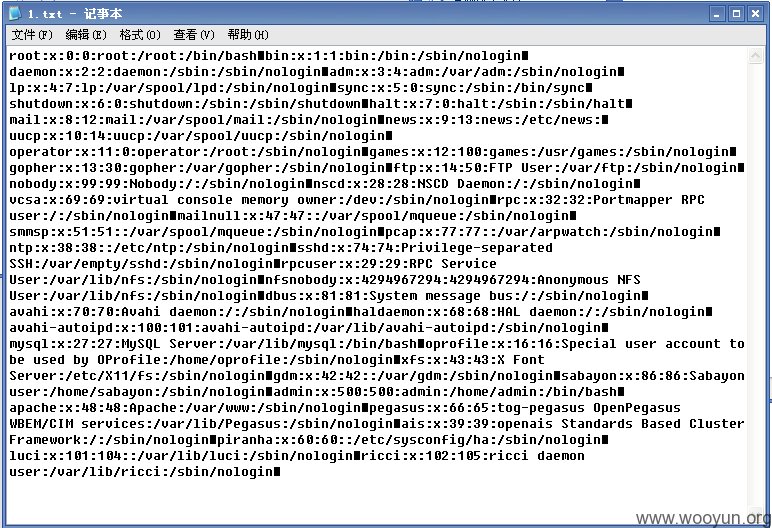 1.txt - 记事本
文件(F) 编辑(E) 格式(O) 查看(V) 帮助(H)
root:x:0:0:root:/root:/bin/bash■bin:x:1:1:bin:/bin:/sbin/nologin■
daemon:x:2:2:daemon:/sbin:/sbin/nologin■adm:x:3:4:adm:/var/adm:/sbin/nologin■
lp:x:4:7:lp:/var/spool/lpd:/sbin/nologin■sync:x:5:0:sync:/sbin:/bin/sync■
shutdown:x:6:0:shutdown:/sbin:/sbin/shutdown■halt:x:7:0:halt:/sbin:/sbin/halt■
mail:x:8:12:mail:/var/spool/mail:/sbin/nologin■news:x:9:13:news:/etc/news:■
uucp:x:10:14:uucp:/var/spool/uucp:/sbin/nologin■
operator:x:11:0:operator:/root:/sbin/nologin■games:x:12:100:games:/usr/games:/sbin/nologin■
gopher:x:13:30:gopher:/var/gopher:/sbin/nologin■ftp:x:14:50:FTP User:/var/ftp:/sbin/nologin■
nobody:x:99:99:Nobody:/:/sbin/nologin■nscd:x:28:28:NSCD Daemon:/:/sbin/nologin■
vcsa:x:69:69:virtual console memory owner:/dev:/sbin/nologin■rpc:x:32:32:Portmapper RPC
user:/:/sbin/nologin■mailnull:x:47:47::/var/spool/mqueue:/sbin/nologin■
smmsp:x:51:51::/var/spool/mqueue:/sbin/nologin■pcap:x:77:77::/var/arpwatch:/sbin/nologin■
ntp:x:38:38::/etc/ntp:/sbin/nologin■sshd:x:74:74:Privilege-separated
SSH:/var/empty/sshd:/sbin/nologin■rpcuser:x:29:29:RPC Service
User:/var/lib/nfs:/sbin/nologin■nfsnobody:x:4294967294:4294967294:Anonymous NFS
User:/var/lib/nfs:/sbin/nologin■dbus:x:81:81:System message bus:/:/sbin/nologin■
avahi:x:70:70:Avahi daemon:/:/sbin/nologin■haldaemon:x:68:68:HAL daemon:/:/sbin/nologin■
avahi-autoipd:x:100:101:avahi-autoipd:/var/lib/avahi-autoipd:/sbin/nologin■
mysql:x:27:27:MySQL Server:/var/lib/mysql:/bin/bash■oprofile:x:16:16:Special user account to
be used by OProfile:/home/oprofile:/sbin/nologin■xfs:x:43:43:X Font
Server:/etc/X11/fs:/sbin/nologin■gdm:x:42:42::/var/gdm:/sbin/nologin■sabayon:x:86:86:Sabayon
user:/home/sabayon:/sbin/nologin■admin:x:500:500:admin:/home/admin:/bin/bash■
apache:x:48:48:Apache:/var/www:/sbin/nologin■pegasus:x:66:65:tog-pegasus OpenPegasus
WBEM/CIM services:/var/lib/Pegasus:/sbin/nologin■ais:x:39:39:openais Standards Based Cluster
Framework:/:/sbin/nologin■piranha:x:60:60::/etc/sysconfig/ha:/sbin/nologin■
luci:x:101:104::/var/lib/luci:/sbin/nologin■ricci:x:102:105:ricci daemon
user:/var/lib/ricci:/sbin/nologin■
www.wooyun.org